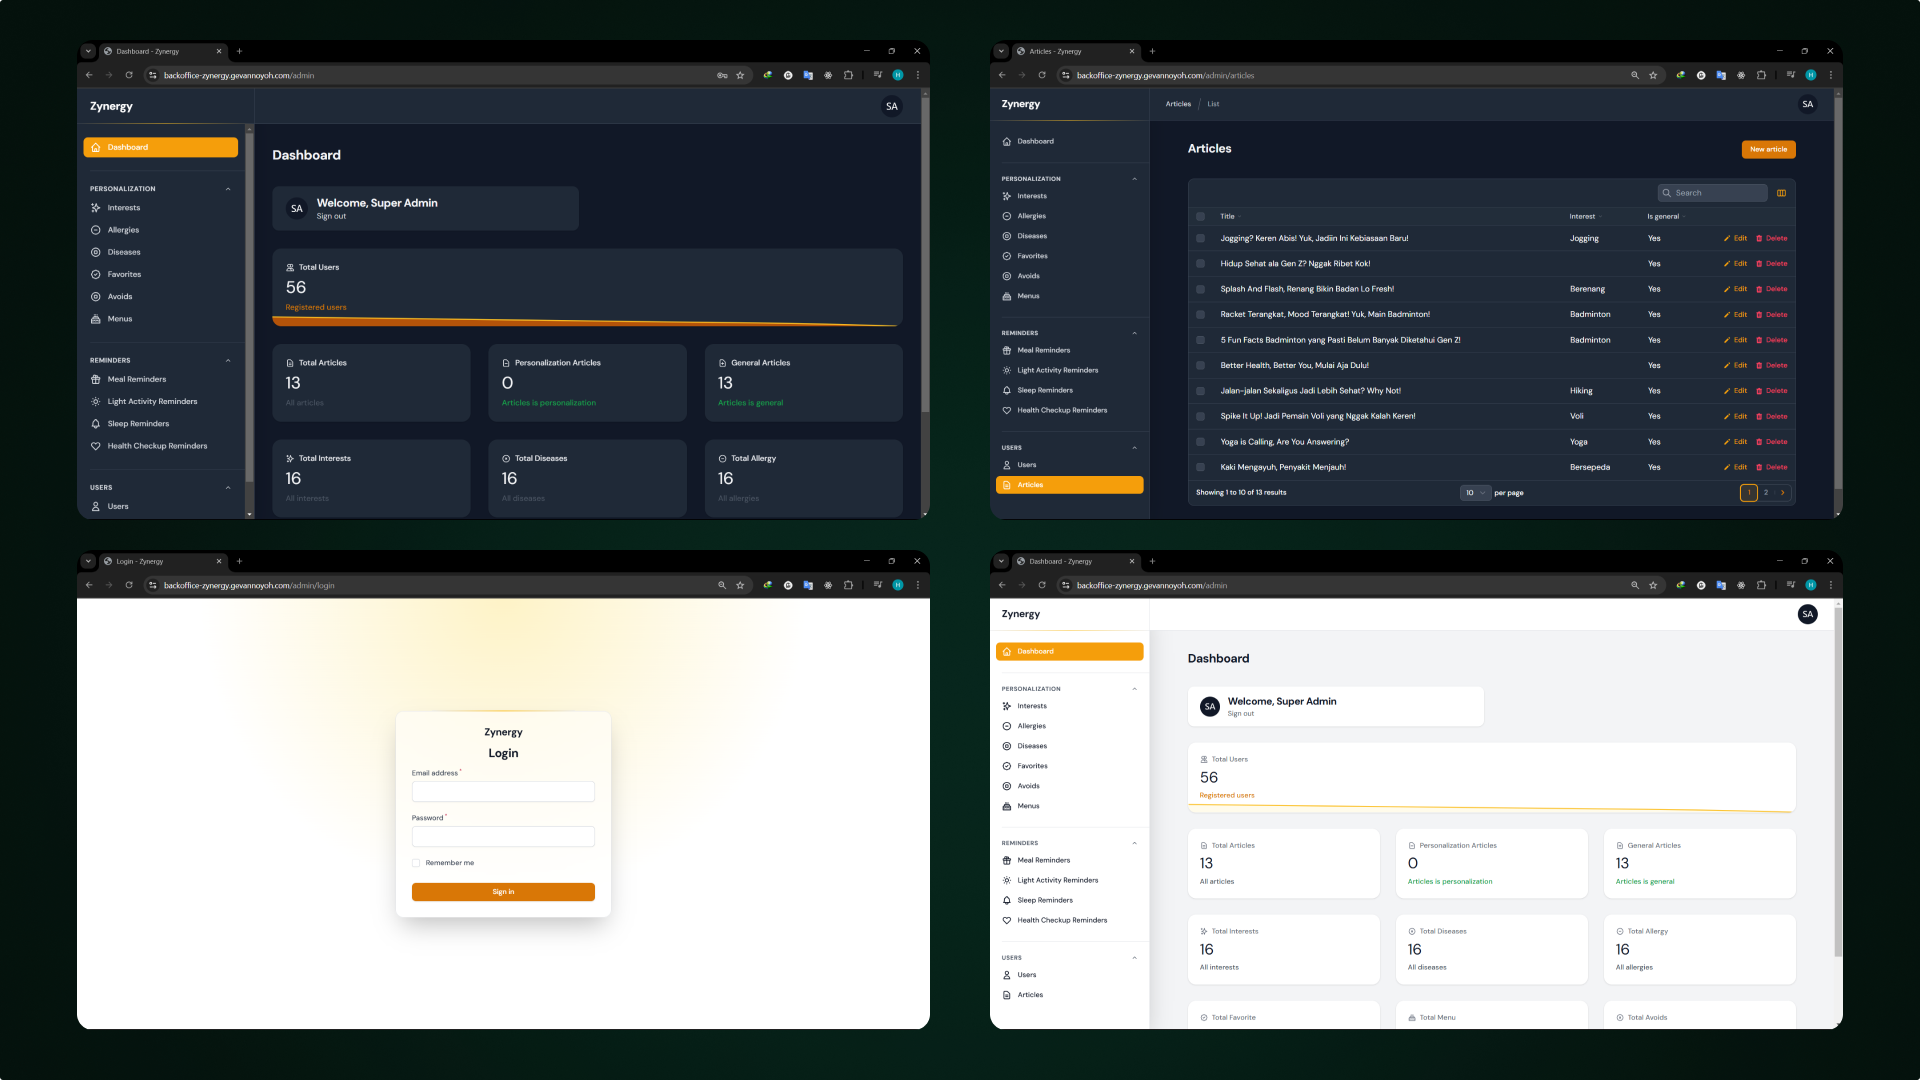 Dashboard - Zynergy
backoffice-zynergy.gevannoyoh.com/admin
H
Zynergy
SA
Dashboard
PERSONALIZATION
Interests
Allergies
Diseases
Favorites
Avoids
Menus
REMINDERS
Meal Reminders
Light Activity Reminders
Sleep Reminders
Health Checkup Reminders
USERS
Users
Dashboard
SA
Welcome, Super Admin
Sign out
Total Users
56
Registered users
Total Articles
13
All articles
Personalization Articles
0
Articles is personalization
General Articles
13
Articles is general
Total Interests
16
All interests
Total Diseases
16
All diseases
Total Allergy
16
All allergies
Articles - Zynergy
backoffice-zynergy.gevannoyoh.com/admin/articles
H
Zynergy
Articles / List
SA
Dashboard
PERSONALIZATION
Interests
Allergies
Diseases
Favorites
Avoids
Menus
REMINDERS
Meal Reminders
Light Activity Reminders
Sleep Reminders
Health Checkup Reminders
USERS
Users
Articles
Articles
New article
Search
Title Interest Is general
Jogging? Keren Abis! Yuk, Jadiin Ini Kebiasaan Baru! Jogging Yes Edit Delete
Hidup Sehat ala Gen Z? Nggak Ribet Kok! Yes Edit Delete
Splash And Flash, Renang Bikin Badan Lo Fresh! Berenang Yes Edit Delete
Racket Terangkat, Mood Terangkat! Yuk, Main Badminton! Badminton Yes Edit Delete
5 Fun Facts Badminton yang Pasti Belum Banyak Diketahui Gen Z! Badminton Yes Edit Delete
Better Health, Better You, Mulai Aja Dulu! Yes Edit Delete
Jalan-jalan Sekaligus Jadi Lebih Sehat? Why Not! Hiking Yes Edit Delete
Spike It Up! Jadi Pemain Voli yang Nggak Kalah Keren! Voli Yes Edit Delete
Yoga is Calling, Are You Answering? Yoga Yes Edit Delete
Kaki Mengayuh, Penyakit Menjauh! Bersepeda Yes Edit Delete
Showing 1 to 10 of 13 results 10 per page 1 2
Login - Zynergy
backoffice-zynergy.gevannoyoh.com/admin/login
H
Zynergy
Login
Email address*
Password*
Remember me
Sign in
Dashboard - Zynergy
backoffice-zynergy.gevannoyoh.com/admin
H
Zynergy
SA
Dashboard
PERSONALIZATION
Interests
Allergies
Diseases
Favorites
Avoids
Menus
REMINDERS
Meal Reminders
Light Activity Reminders
Sleep Reminders
Health Checkup Reminders
USERS
Users
Articles
Dashboard
SA
Welcome, Super Admin
Sign out
Total Users
56
Registered users
Total Articles
13
All articles
Personalization Articles
0
Articles is personalization
General Articles
13
Articles is general
Total Interests
16
All interests
Total Diseases
16
All diseases
Total Allergy
16
All allergies
Total Favorite
Total Menu
Total Avoids